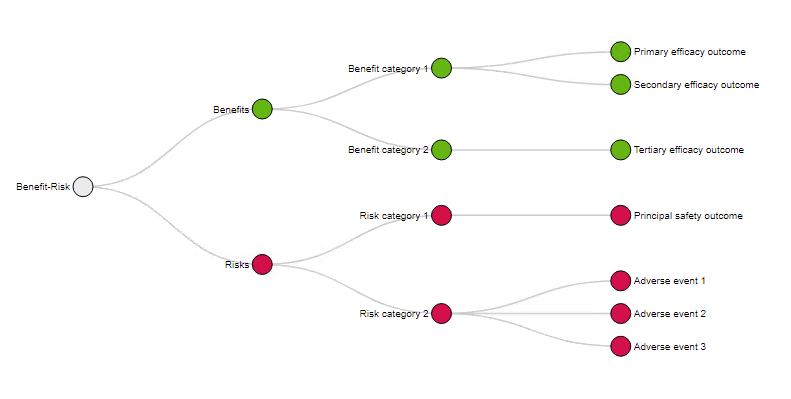 Primary efficacy outcome
Benefit category 1
Secondary efficacy outcome
Benefits
Benefit category 2
Tertiary efficacy outcome
Benefit-Risk
Risk category 1
Principal safety outcome
Risks
Adverse event 1
Risk category 2
Adverse event 2
Adverse event 3